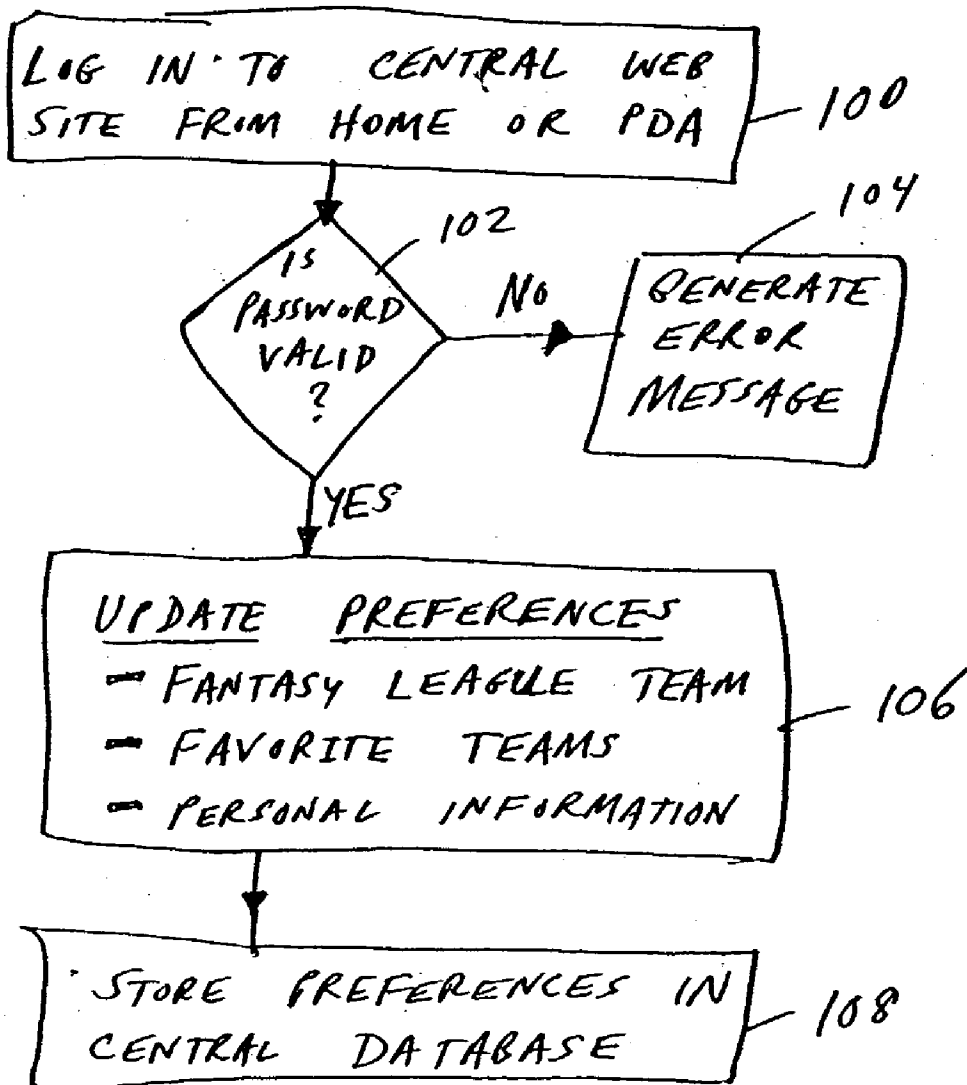 LOG IN TO CENTRAL WEB
SITE FROM HOME OR PDA
100
102
IS
PASSWORD
VALID
?
NO
104
GENERATE
ERROR
MESSAGE
YES
UPDATE PREFERENCES
- FANTASY LEAGUE TEAM
- FAVORITE TEAMS
- PERSONAL INFORMATION
106
STORE PREFERENCES IN
CENTRAL DATABASE
108